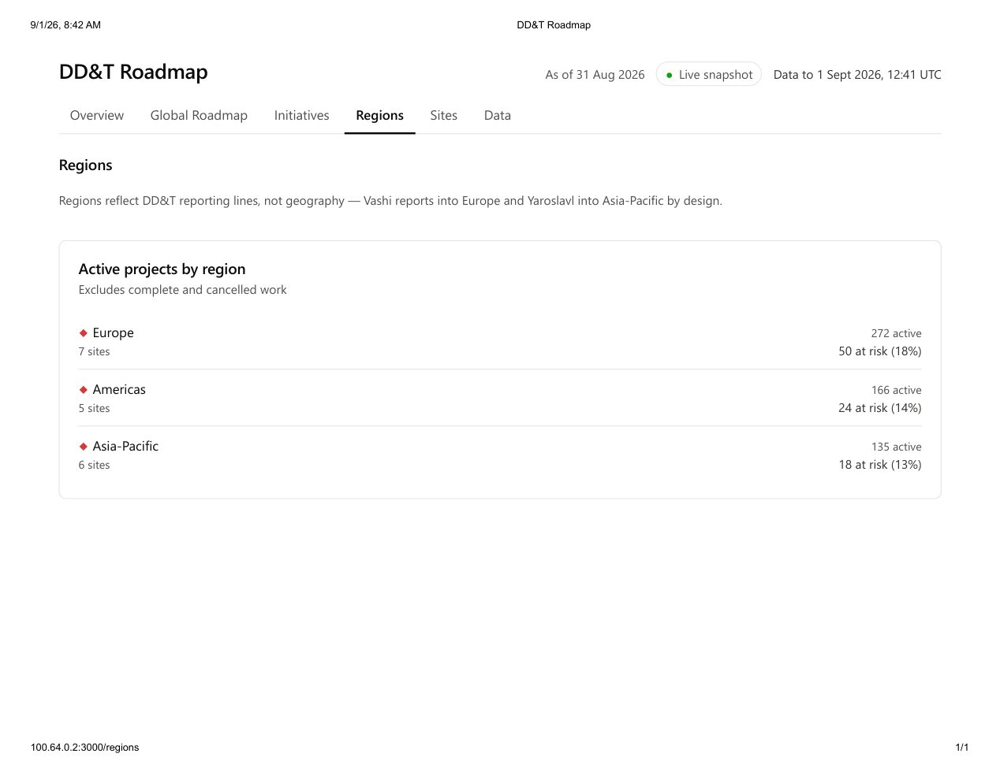 9/1/26, 8:42 AM
DD&T Roadmap
DD&T Roadmap
As of 31 Aug 2026
Live snapshot
Data to 1 Sept 2026, 12:41 UTC
Overview Global Roadmap Initiatives Regions Sites Data
Regions
Regions reflect DD&T reporting lines, not geography — Vashi reports into Europe and Yaroslavl into Asia-Pacific by design.
Active projects by region
Excludes complete and cancelled work
Europe 272 active
7 sites 50 at risk (18%)
Americas 166 active
5 sites 24 at risk (14%)
Asia-Pacific 135 active
6 sites 18 at risk (13%)
100.64.0.2:3000/regions 1/1